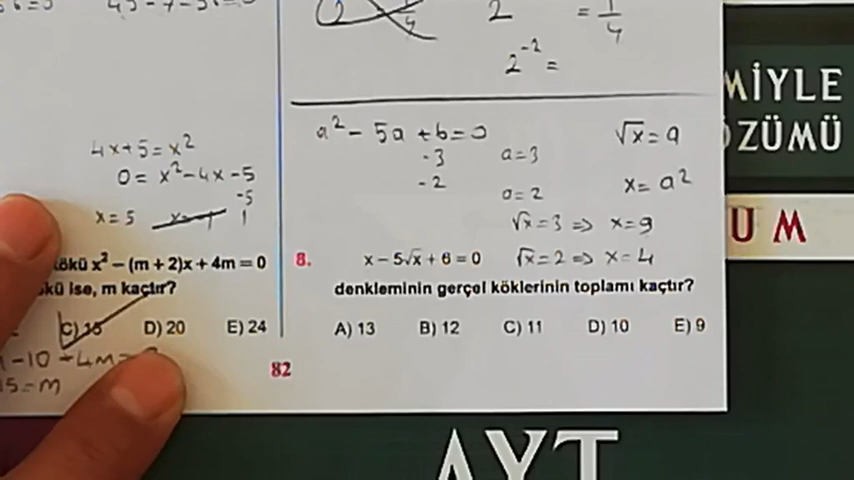 2
= 1/4
2⁻² =
4x+5=x²
0= x²-4x-5
-5
1
x=5
kökü x² – (m + 2)x + 4m = 0
kü ise, m kaçtır?
C) 15 D) 20 E) 24
-10 + 4m =
15=m
a² - 5a + 6 = 0
-3
-2
a=3
a=2
√x = a
x= a²
√x = 3 => x=9
√x = 2 => x=4
8. x – 5√x + 6 = 0
denkleminin gerçel köklerinin toplamı kaçtır?
A) 13 B) 12 C) 11 D) 10 E) 9
82
MİYLE
ÖZÜMÜ
UM
AYT